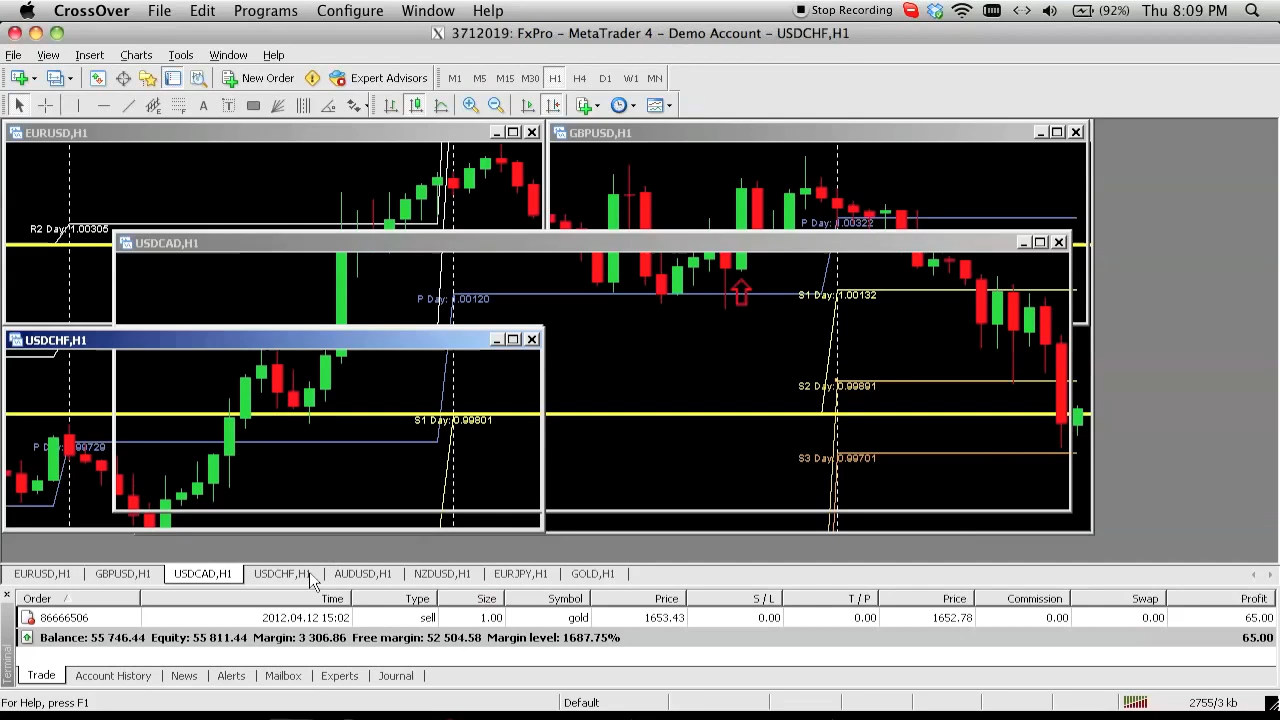 CrossOver File Edit Programs Configure Window Help Stop Recording (92%) Thu 8:09 PM
3712019: FxPro - MetaTrader 4 - Demo Account - USDCHF,H1
File View Insert Charts Tools Window Help
New Order Expert Advisors M1 M5 M15 M30 H1 H4 D1 W1 MN
A T
EURUSD,H1 GBPUSD,H1
R2 Day: 1.00305 P Day: 1.00322
USDCAD,H1
P Day: 1.00120 S1 Day: 1.00132
USDCHF,H1
S2 Day: 0.99891
S1 Day: 0.99801
S3 Day: 0.99701
EURUSD,H1 GBPUSD,H1 USDCAD,H1 USDCHF,H1 AUDUSD,H1 NZDUSD,H1 EURJPY,H1 GOLD,H1
Order Time Type Size Symbol Price S / L T / P Price Commission Swap Profit
86666506 2012.04.12 15:02 sell 1.00 gold 1653.43 0.00 0.00 1652.78 0.00 0.00 65.00
Balance: 55 746.44 Equity: 55 811.44 Margin: 3 306.86 Free margin: 52 504.58 Margin level: 1687.75% 65.00
Terminal
Trade Account History News Alerts Mailbox Experts Journal
For Help, press F1 Default 2755/3 kb